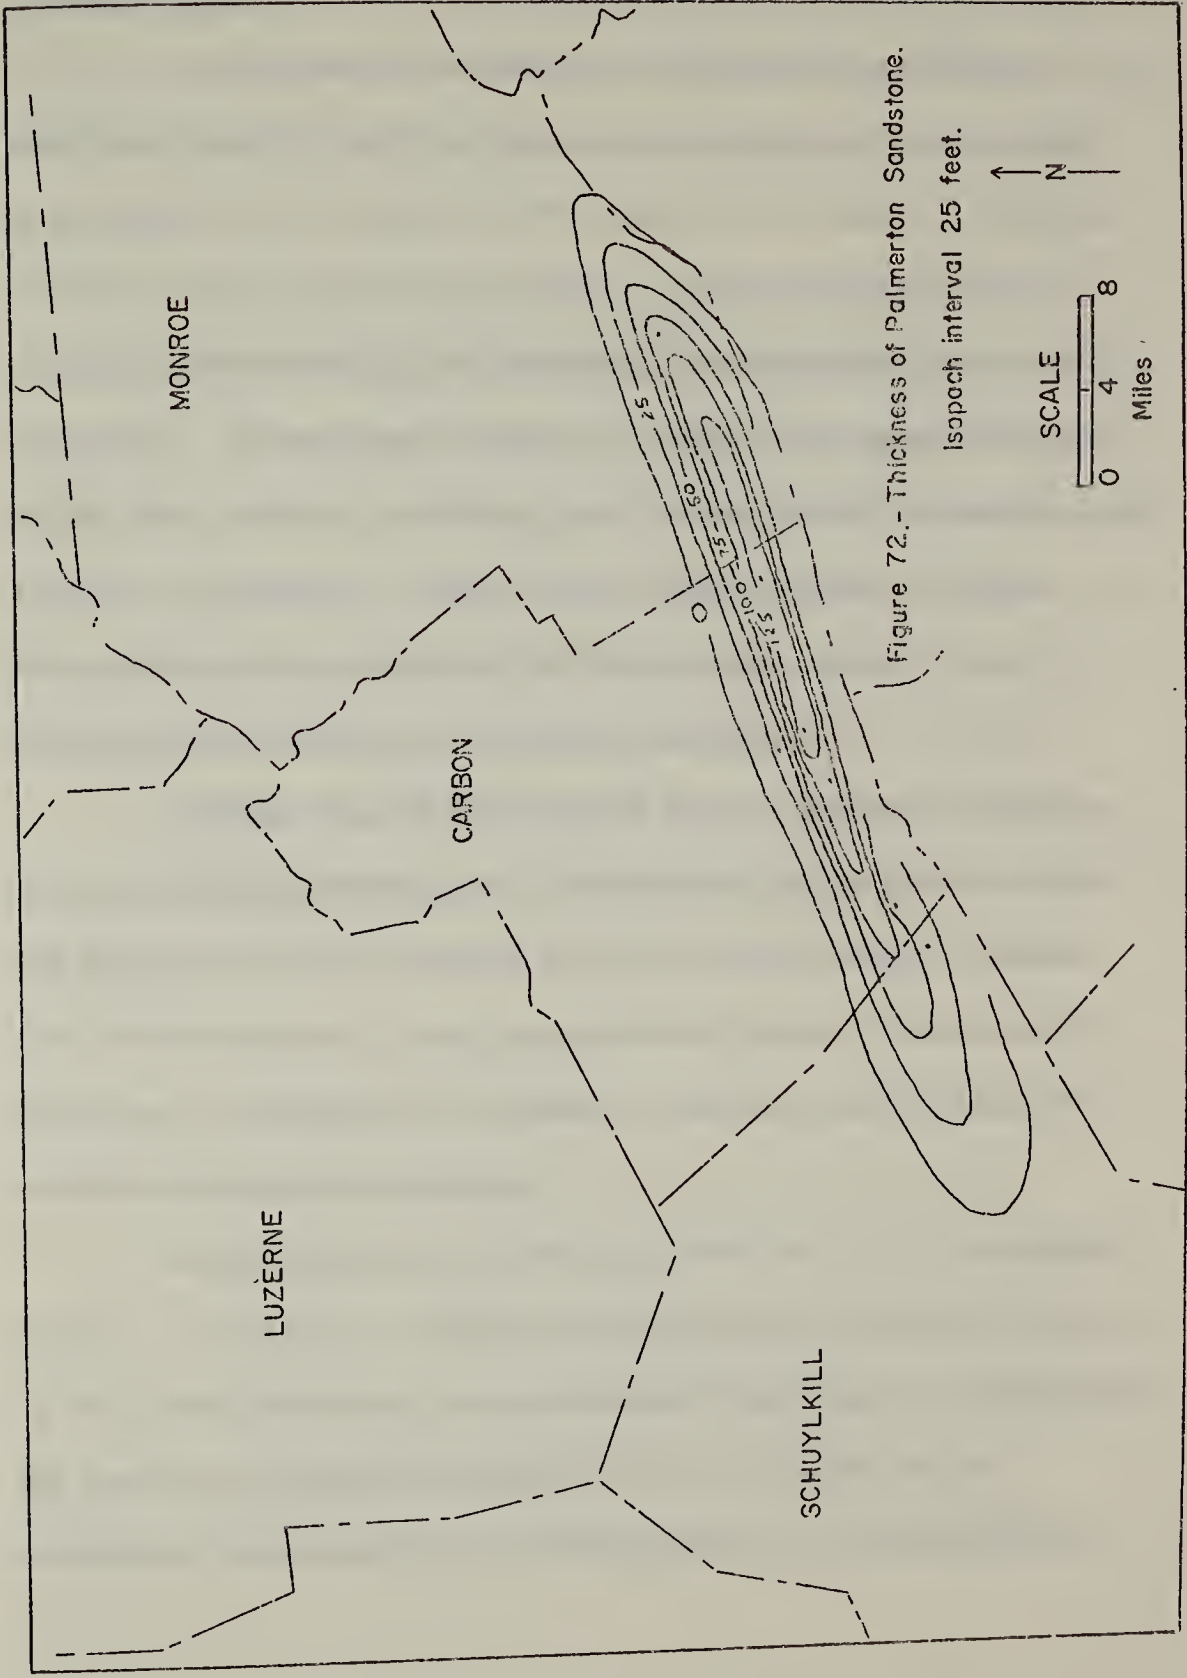 MONROE
LUZERNE
CARBON
SCHUYLKILL
0
25
50
75
100
125
Figure 72.- Thickness of Palmerton Sandstone.
Isopach interval 25 feet.
N
SCALE
0 4 8
Miles